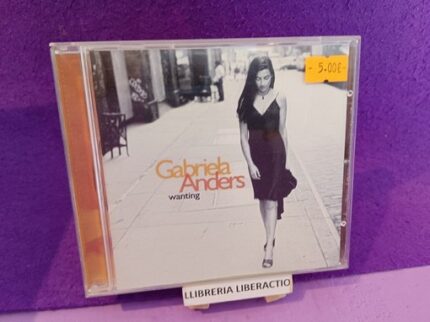 - 5.00€ -
Gabriela
Anders
wanting
LLIBRERIA LIBERACTIO